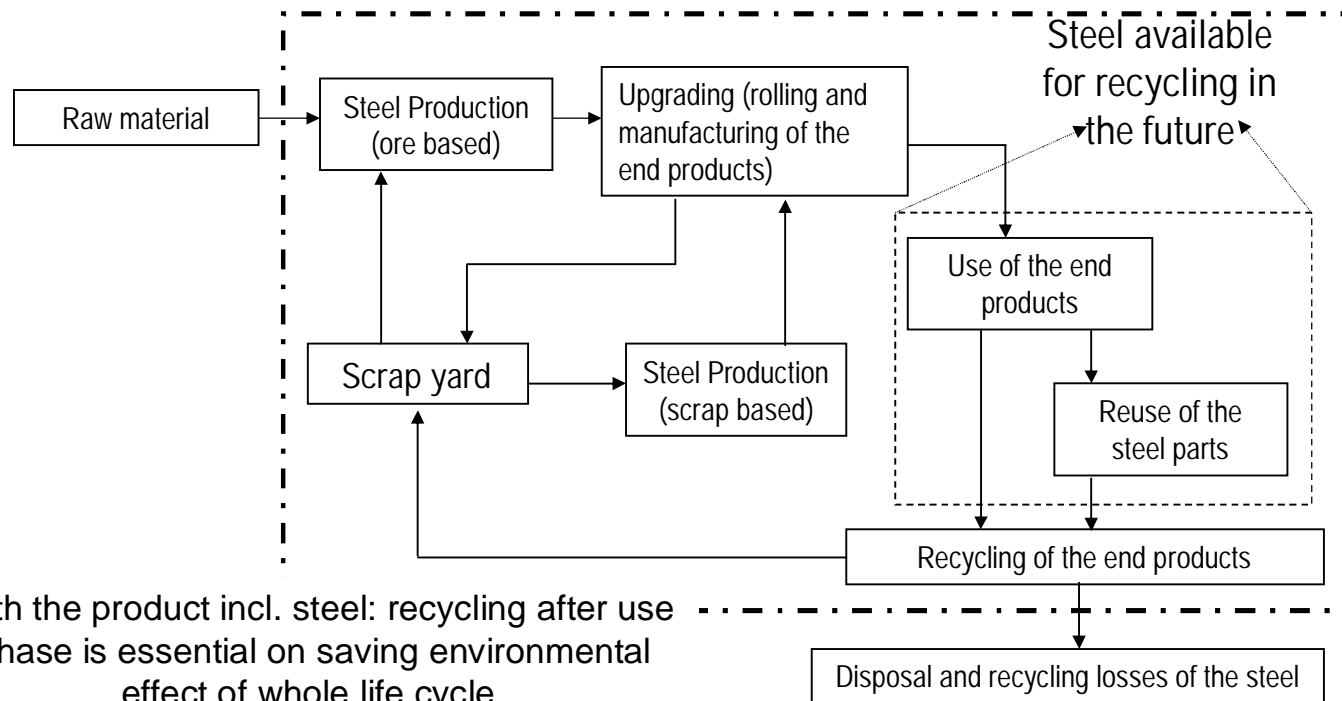 Steel available
for recycling in
the future
Raw material
Steel Production
(ore based)
Upgrading (rolling and
manufacturing of the
end products)
Use of the end
products
Scrap yard
Steel Production
(scrap based)
Reuse of the
steel parts
Recycling of the end products
the product incl. steel: recycling after use
is essential on saving environmental
effect of whole life cycle
Disposal and recycling losses of the steel